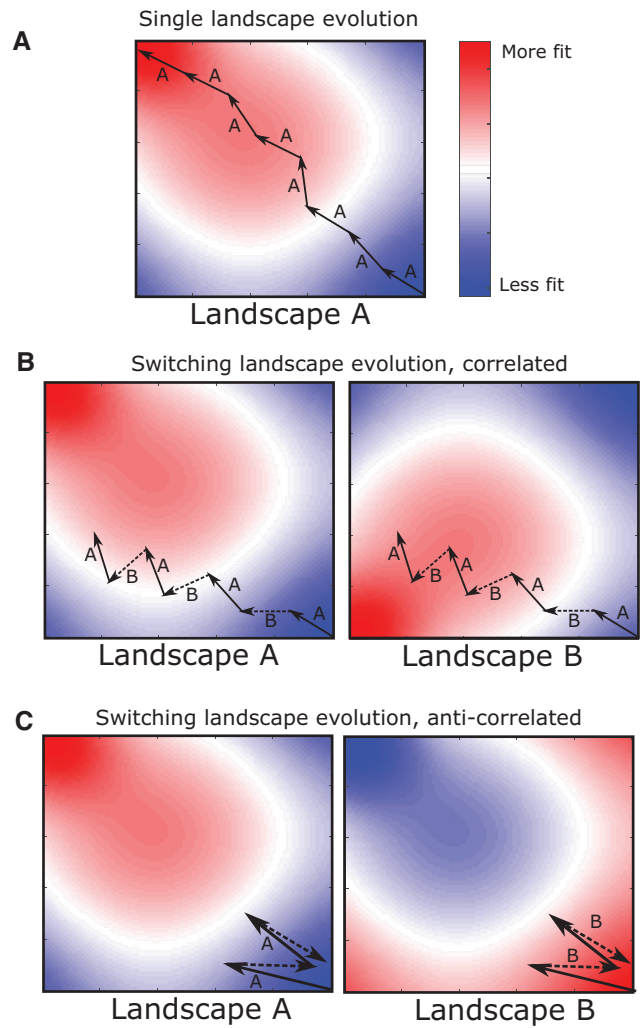 Single landscape evolution
A
More fit
A
A
A
A
A
A
A
A
Less fit
Landscape A
B
Switching landscape evolution, correlated
A
B
A
B
A
B
A
Landscape A
A
B
A
B
A
B
A
Landscape B
C
Switching landscape evolution, anti-correlated
A
A
Landscape A
B
B
Landscape B